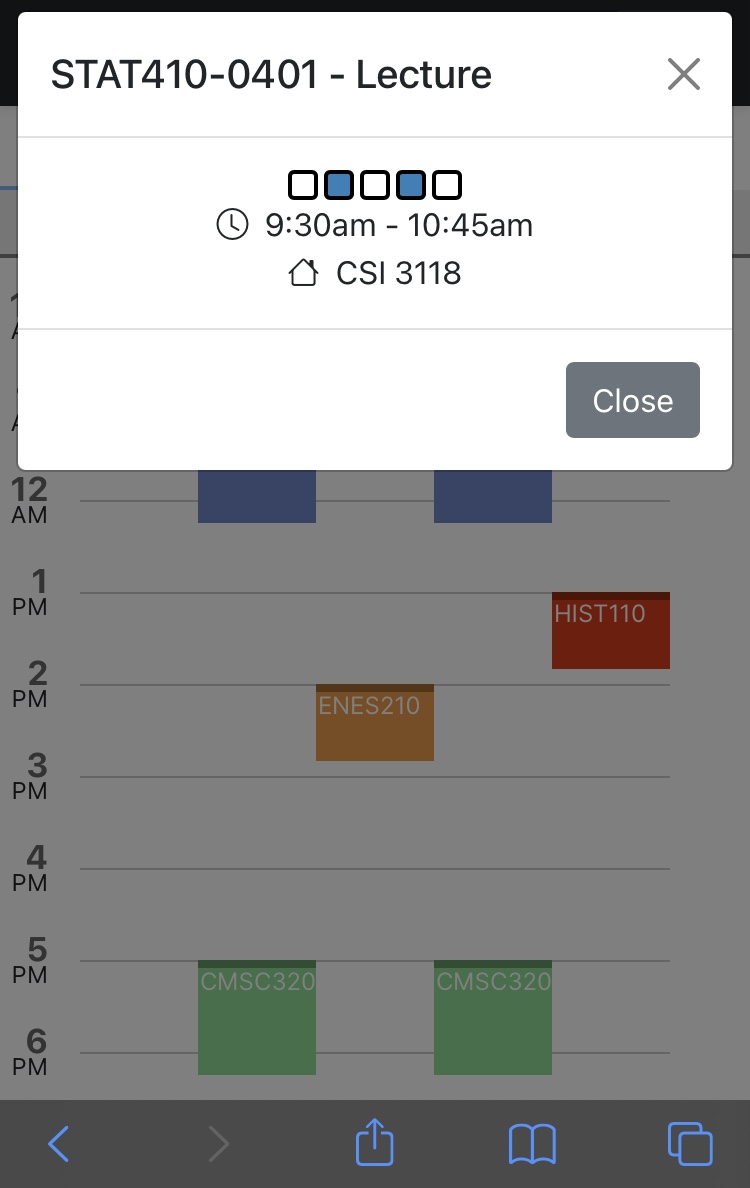 STAT410-0401 - Lecture
9:30am - 10:45am
CSI 3118
Close
12
AM
1
PM
HIST110
2
PM
ENES210
3
PM
4
PM
5
PM
CMSC320 CMSC320
6
PM